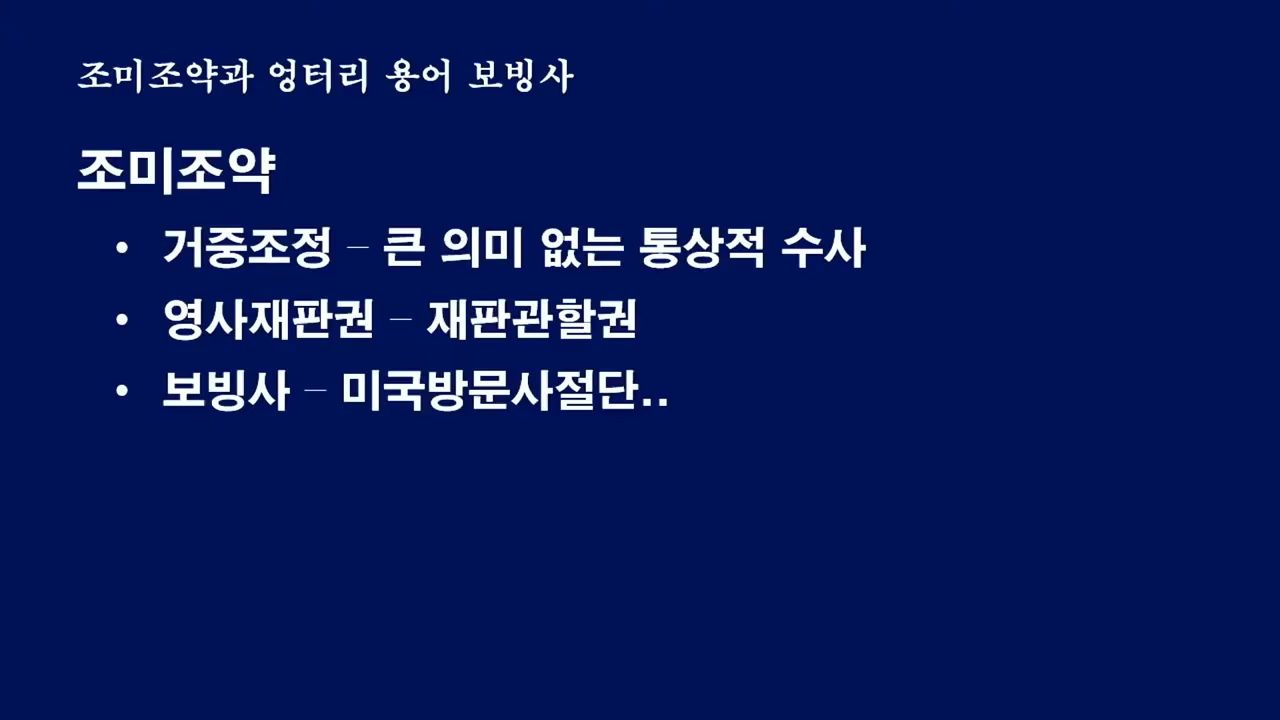 조미조약과 엉터리 용어 보빙사
조미조약
• 거중조정 – 큰 의미 없는 통상적 수사
• 영사재판권 – 재판관할권
• 보빙사 – 미국방문사절단..